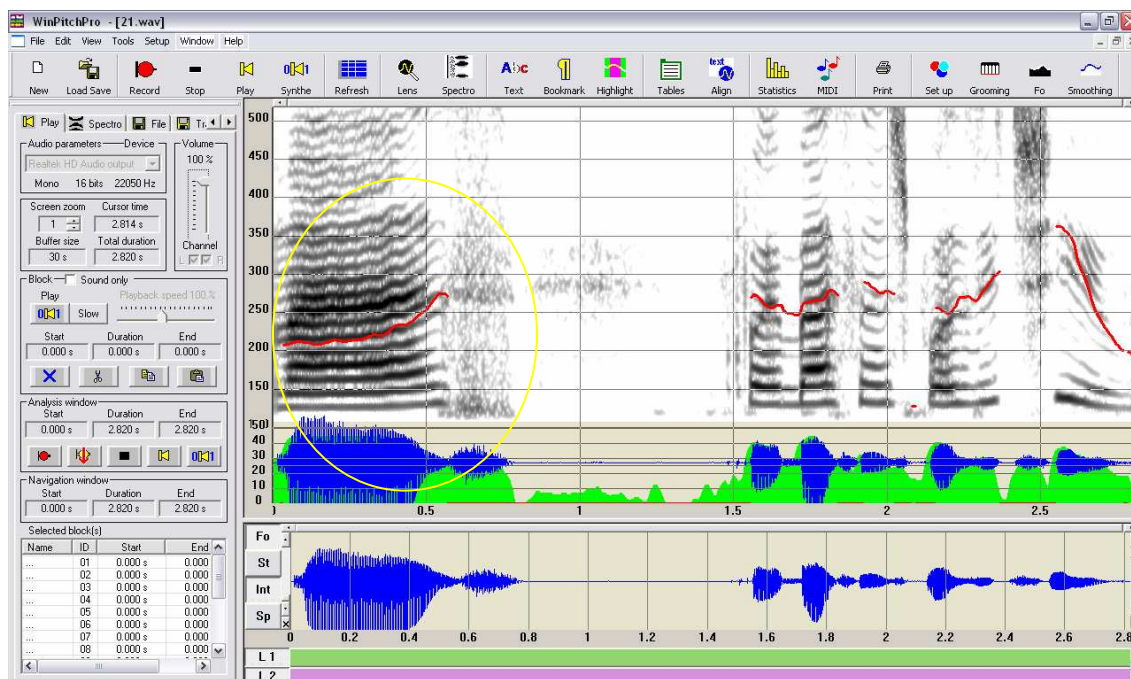 WinPitchPro - [21.wav]
File Edit View Tools Setup Window Help
New Load Save Record Stop Play Synthe Refresh Lens Spectro Text Bookmark Highlight Tables Align Statistics MIDI Print Set up Grooming Fo Smoothing
Play Spectro File Tr.
Audio parameters Device
Realtek HD Audio output
Mono 16 bits 22050 Hz
Volume
100 %
Channel
L R
Screen zoom Cursor time
1 2.814 s
Buffer size Total duration
30 s 2.820 s
Block Sound only
Play Playback speed 100 %
Slow
Start Duration End
0.000 s 0.000 s 0.000 s
Analysis window
Start Duration End
0.000 s 2.820 s 2.820 s
Navigation window
Start Duration End
0.000 s 2.820 s 2.820 s
Selected block(s)
Name ID Start End
... 01 0.000 s 0.000
... 02 0.000 s 0.000
... 03 0.000 s 0.000
... 04 0.000 s 0.000
... 05 0.000 s 0.000
... 06 0.000 s 0.000
... 07 0.000 s 0.000
... 08 0.000 s 0.000
500
450
400
350
300
250
200
150
40
30
20
10
0
0.5 1 1.5 2 2.5
Fo
St
Int
Sp
0 0.2 0.4 0.6 0.8 1 1.2 1.4 1.6 1.8 2 2.2 2.4 2.6 2.8
L 1
L 2